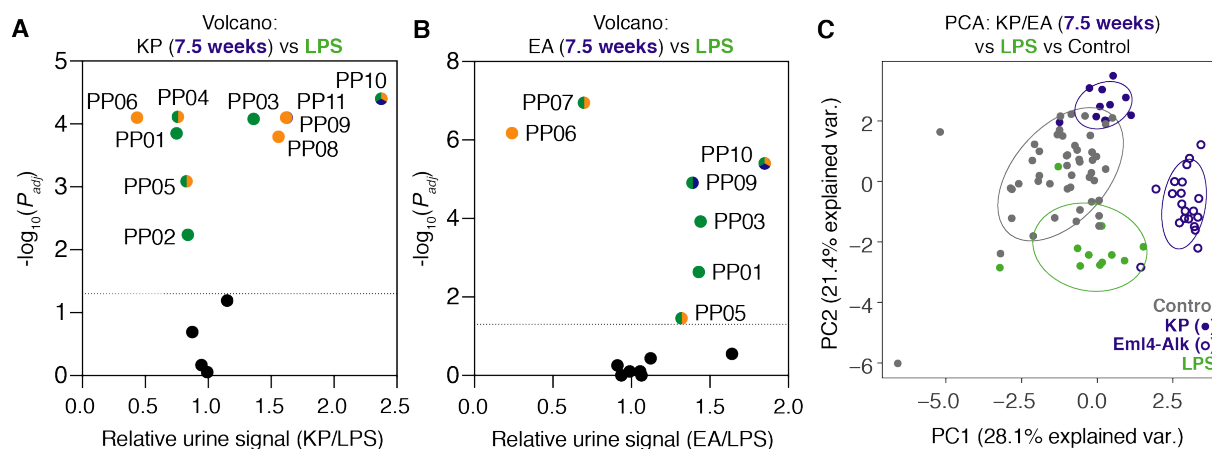 A
Volcano:
KP (7.5 weeks) vs LPS
5
4
3
2
1
0
-log10(Padj)
PP06
PP04
PP01
PP03
PP11
PP09
PP08
PP10
PP05
PP02
0.0
0.5
1.0
1.5
2.0
2.5
Relative urine signal (KP/LPS)
B
Volcano:
EA (7.5 weeks) vs LPS
8
6
4
2
0
-log10(Padj)
PP07
PP06
PP10
PP09
PP03
PP01
PP05
0.0
0.5
1.0
1.5
2.0
Relative urine signal (EA/LPS)
C
PCA: KP/EA (7.5 weeks)
vs LPS vs Control
2
0
−2
−4
−6
PC2 (21.4% explained var.)
Contro
KP (
Eml4-Alk (
LPS
−5.0
−2.5
0.0
2.5
PC1 (28.1% explained var.)